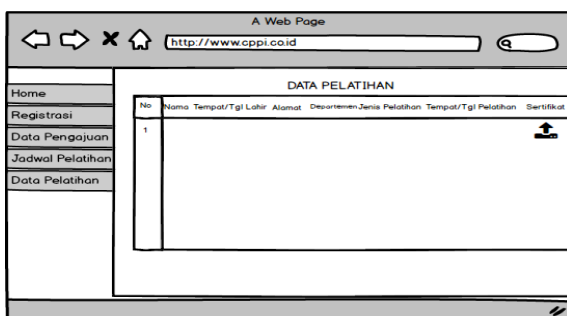 A Web Page
http://www.cppi.co.id
Home
Registrasi
Data Pengajuan
Jadwal Pelatihan
Data Pelatihan
DATA PELATIHAN
No Nama Tempat/Tgl Lahir Alamat Departemen Jenis Pelatihan Tempat/Tgl Pelatihan Sertifikat
1